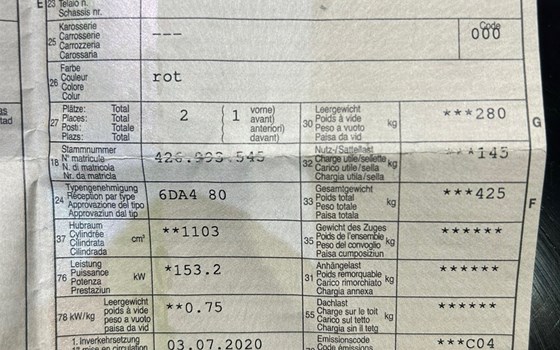 E 23 Telaio n.
Schassis nr.
25 Karosserie
Carrosserie
Carrozzeria
Carossaria
---
Code
000
26 Farbe
Couleur
Colore
Colur
rot
27 Plätze: Total
Places: Total
Posti: Totale
Plazs: Total
2
1 vorne)
avant)
anteriori)
davant)
30 Leergewicht
Poids à vide
Peso a vuoto
Paisa da vid
kg
***280
G
18 Stammnummer
N° matricule
N. di matricola
Nr. da matricla
426.993.545
32 Nutz-/Sattellast
Charge utile/sellette
Carico utile/sella
Chargia utila/sella
kg
***145
24 Typengenehmigung
Réception par type
Approvazione del tipo
Approvaziun dal tip
6DA4 80
33 Gesamtgewicht
Poids total
Peso totale
Paisa totala
kg
***425
F
37 Hubraum
Cylindrée
Cilindrata
Cilindrada
cm³
**1103
35 Gewicht des Zuges
Poids de l'ensemble
Peso del convoglio
Paisa cumposiziun
kg
******
76 Leistung
Puissance
Potenza
Prestaziun
kW
*153.2
31 Anhängelast
Poids remorquable
Carico rimorchiato
Chargia annexa
kg
******
78 kW/kg Leergewicht
poids à vide
peso a vuoto
paisa da vid
**0.75
55 Dachlast
Charge sur le toit
Carico sul tetto
Chargia sin il tetg
kg
******
1. Inverkehrsetzung
1re mise en circulation
03.07.2020
Emissionscode
Code émissions
***C04